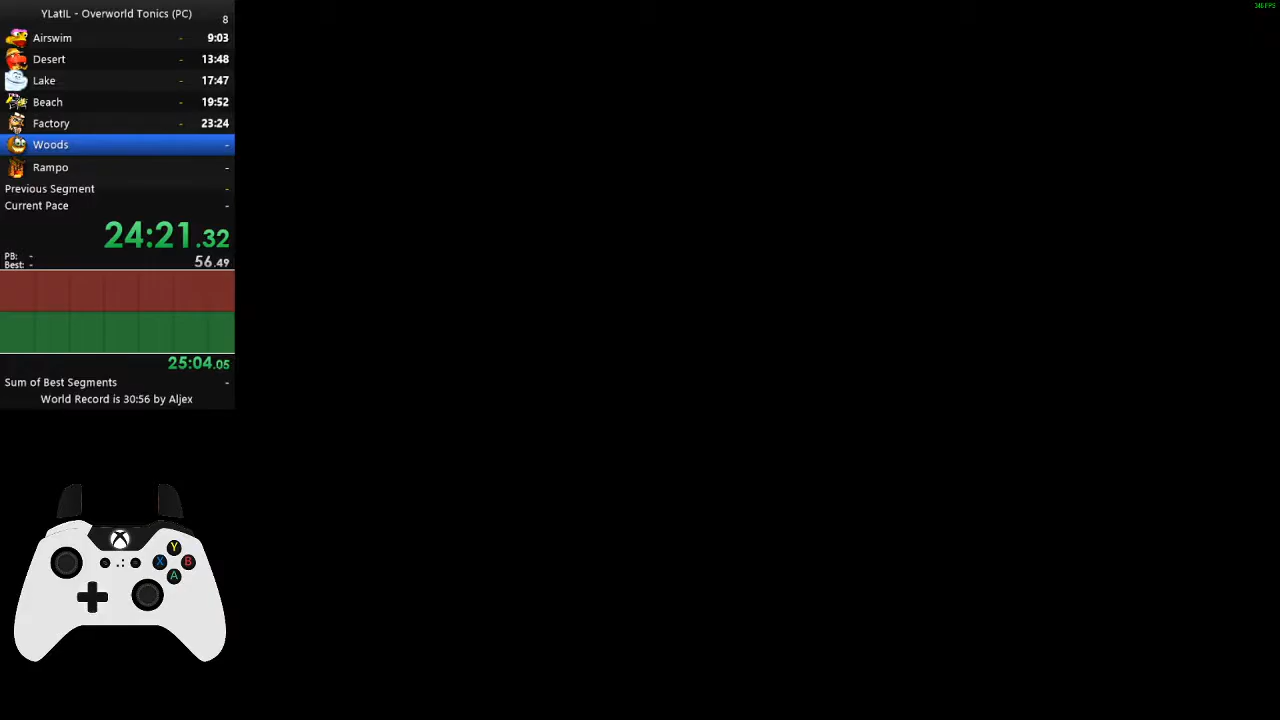 YLatIL - Overworld Tonics (PC)
8
Airswim - 9:03
Desert - 13:48
Lake - 17:47
Beach - 19:52
Factory - 23:24
Woods -
Rampo -
Previous Segment -
Current Pace -
24:21.32
PB: -
Best: -
56.49
25:04.05
Sum of Best Segments -
World Record is 30:56 by Aljex
Y
X B
A